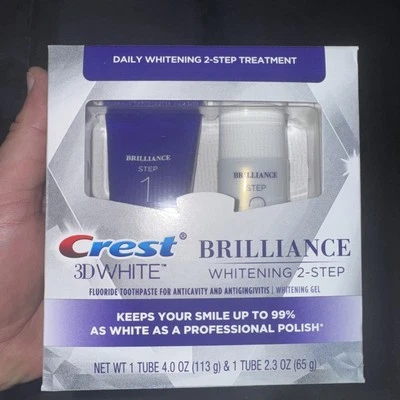 DAILY WHITENING 2-STEP TREATMENT
BRILLIANCE
STEP
1
BRILLIANCE
STEP
Crest®
3DWHITE™
BRILLIANCE
WHITENING 2-STEP
FLUORIDE TOOTHPASTE FOR ANTICAVITY AND ANTIGINGIVITIS | WHITENING GEL
KEEPS YOUR SMILE UP TO 99%
AS WHITE AS A PROFESSIONAL POLISH*
NET WT 1 TUBE 4.0 OZ (113 g) & 1 TUBE 2.3 OZ (65 g)